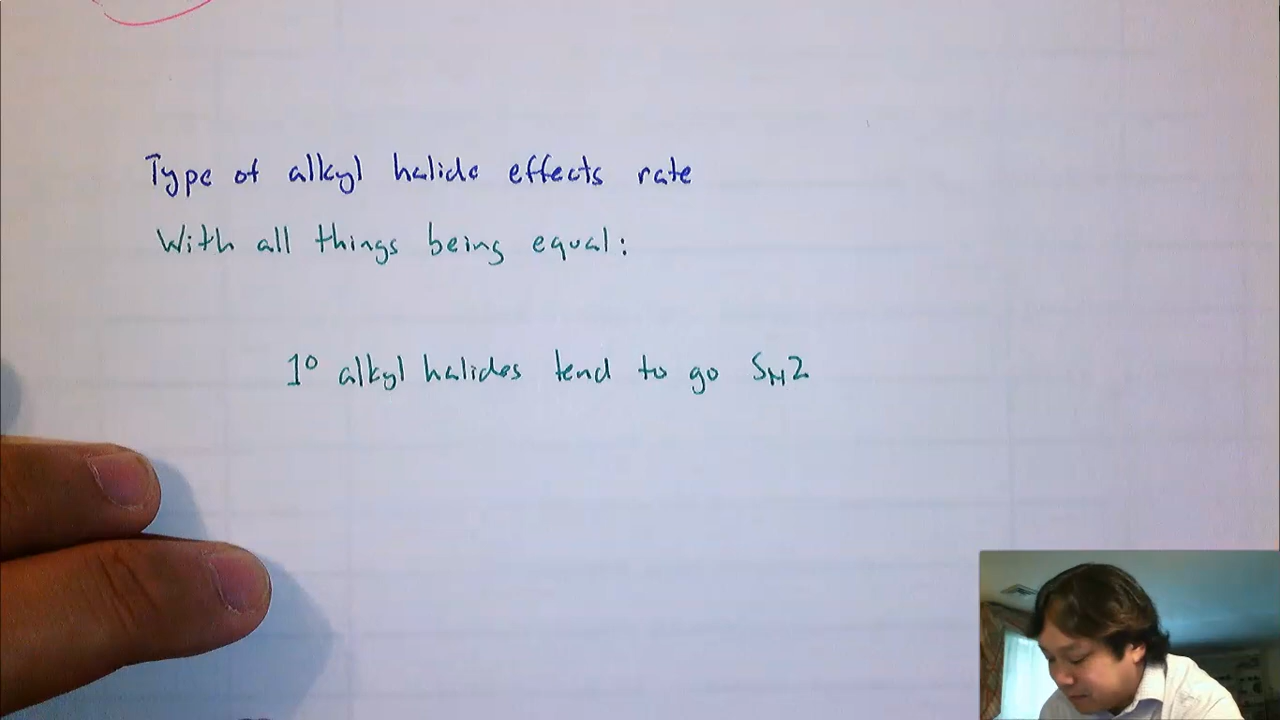 Type of alkyl halide effects rate
With all things being equal:
1° alkyl halides tend to go SN2